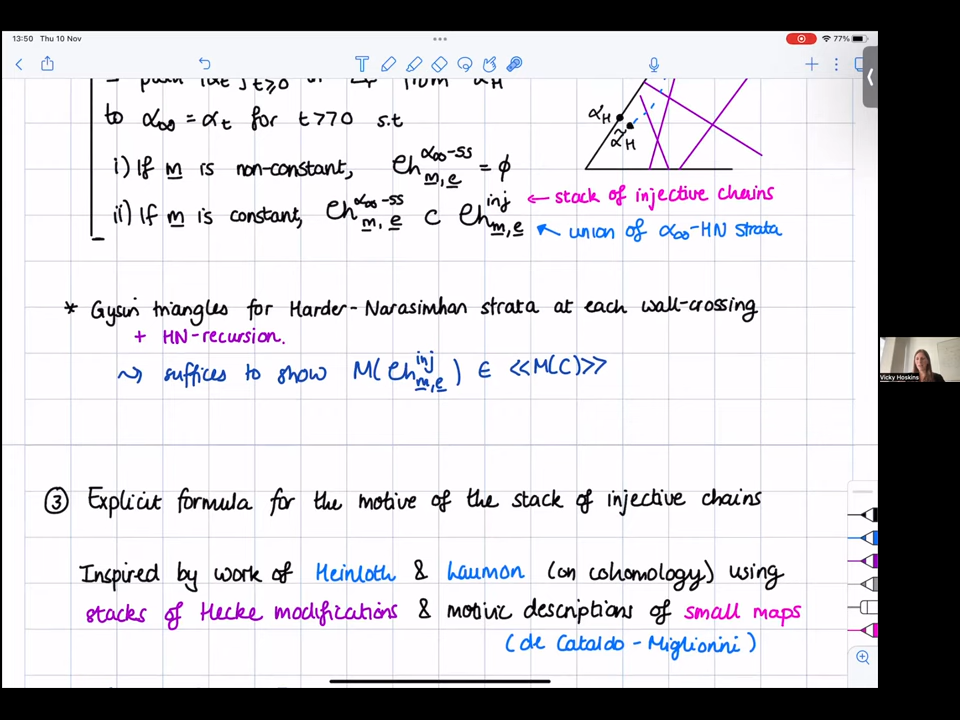 13:50 Thu 10 Nov
77%
to α∞ = αt for t>>0 s.t
i) If m is non-constant, Ch^{α∞-ss}_{m,e} = ϕ
ii) If m is constant, Ch^{α∞-ss}_{m,e} ⊂ Ch^{inj}_{m,e}
← stack of injective chains
union of α∞-HN strata
αH
α̃H
* Gysin triangles for Harder-Narasimhan strata at each wall-crossing
+ HN-recursion.
⤳ suffices to show M(Ch^{inj}_{m,e}) ∈ <<M(C)>>
③ Explicit formula for the motive of the stack of injective chains
Inspired by work of Heinloth & Laumon (on cohomology) using
stacks of Hecke modifications & motivic descriptions of small maps
(de Cataldo - Migliorini)
Vicky Hoskins